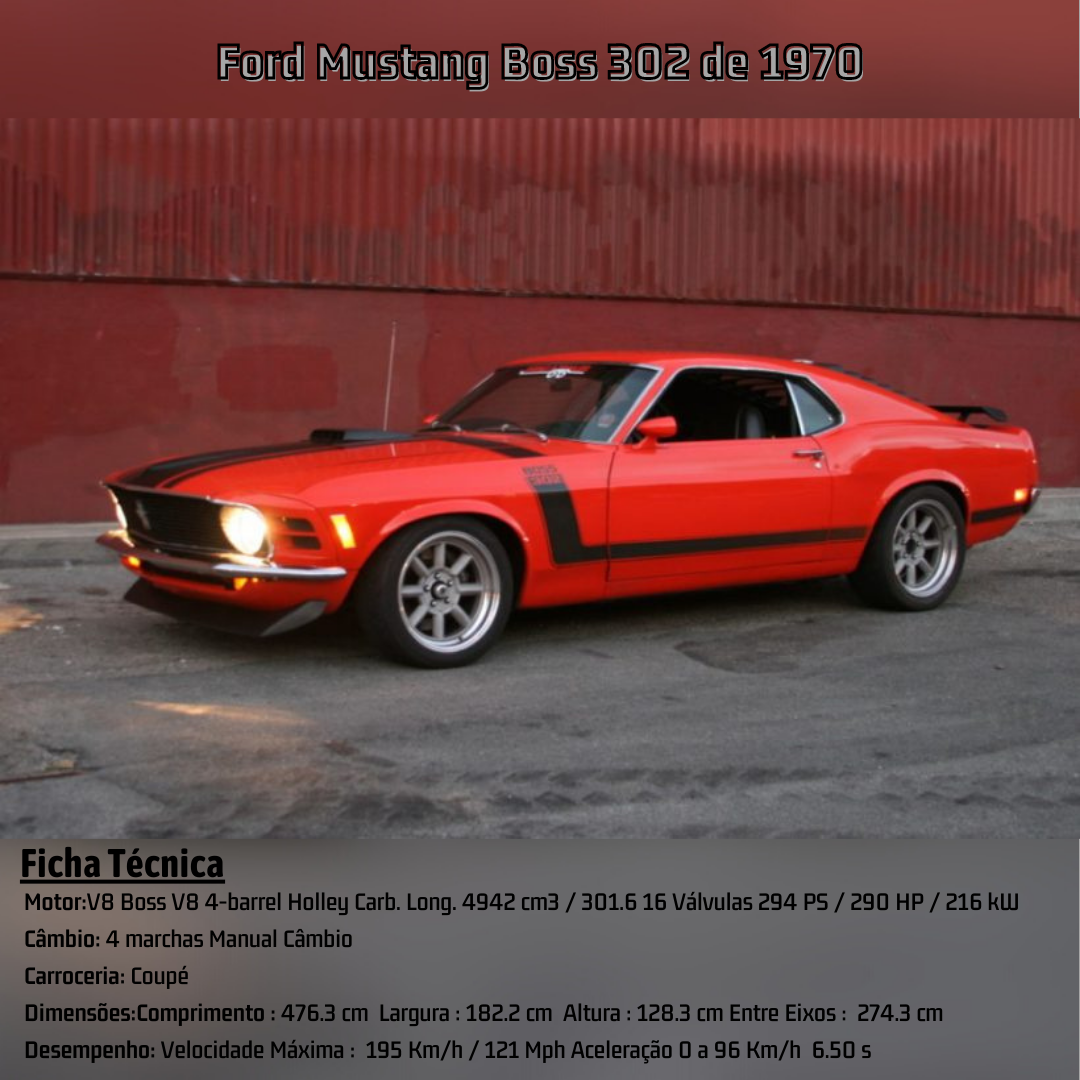 Ford Mustang Boss 302 de 1970
BOSS
302
Ficha Técnica
Motor:V8 Boss V8 4-barrel Holley Carb. Long. 4942 cm3 / 301.6 16 Válvulas 294 PS / 290 HP / 216 kW
Câmbio: 4 marchas Manual Câmbio
Carroceria: Coupé
Dimensões:Comprimento : 476.3 cm Largura : 182.2 cm Altura : 128.3 cm Entre Eixos : 274.3 cm
Desempenho: Velocidade Máxima : 195 Km/h / 121 Mph Aceleração 0 a 96 Km/h 6.50 s